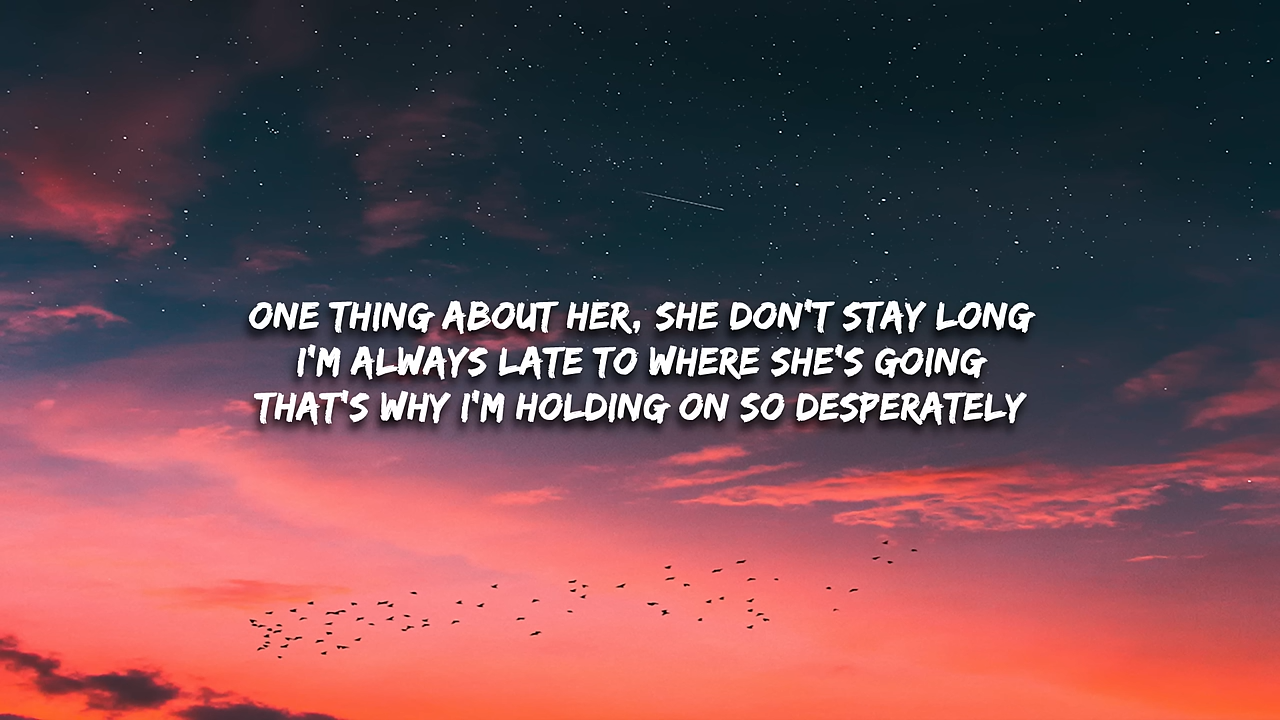 ONE THING ABOUT HER, SHE DON'T STAY LONG
I'M ALWAYS LATE TO WHERE SHE'S GOING
THAT'S WHY I'M HOLDING ON SO DESPERATELY